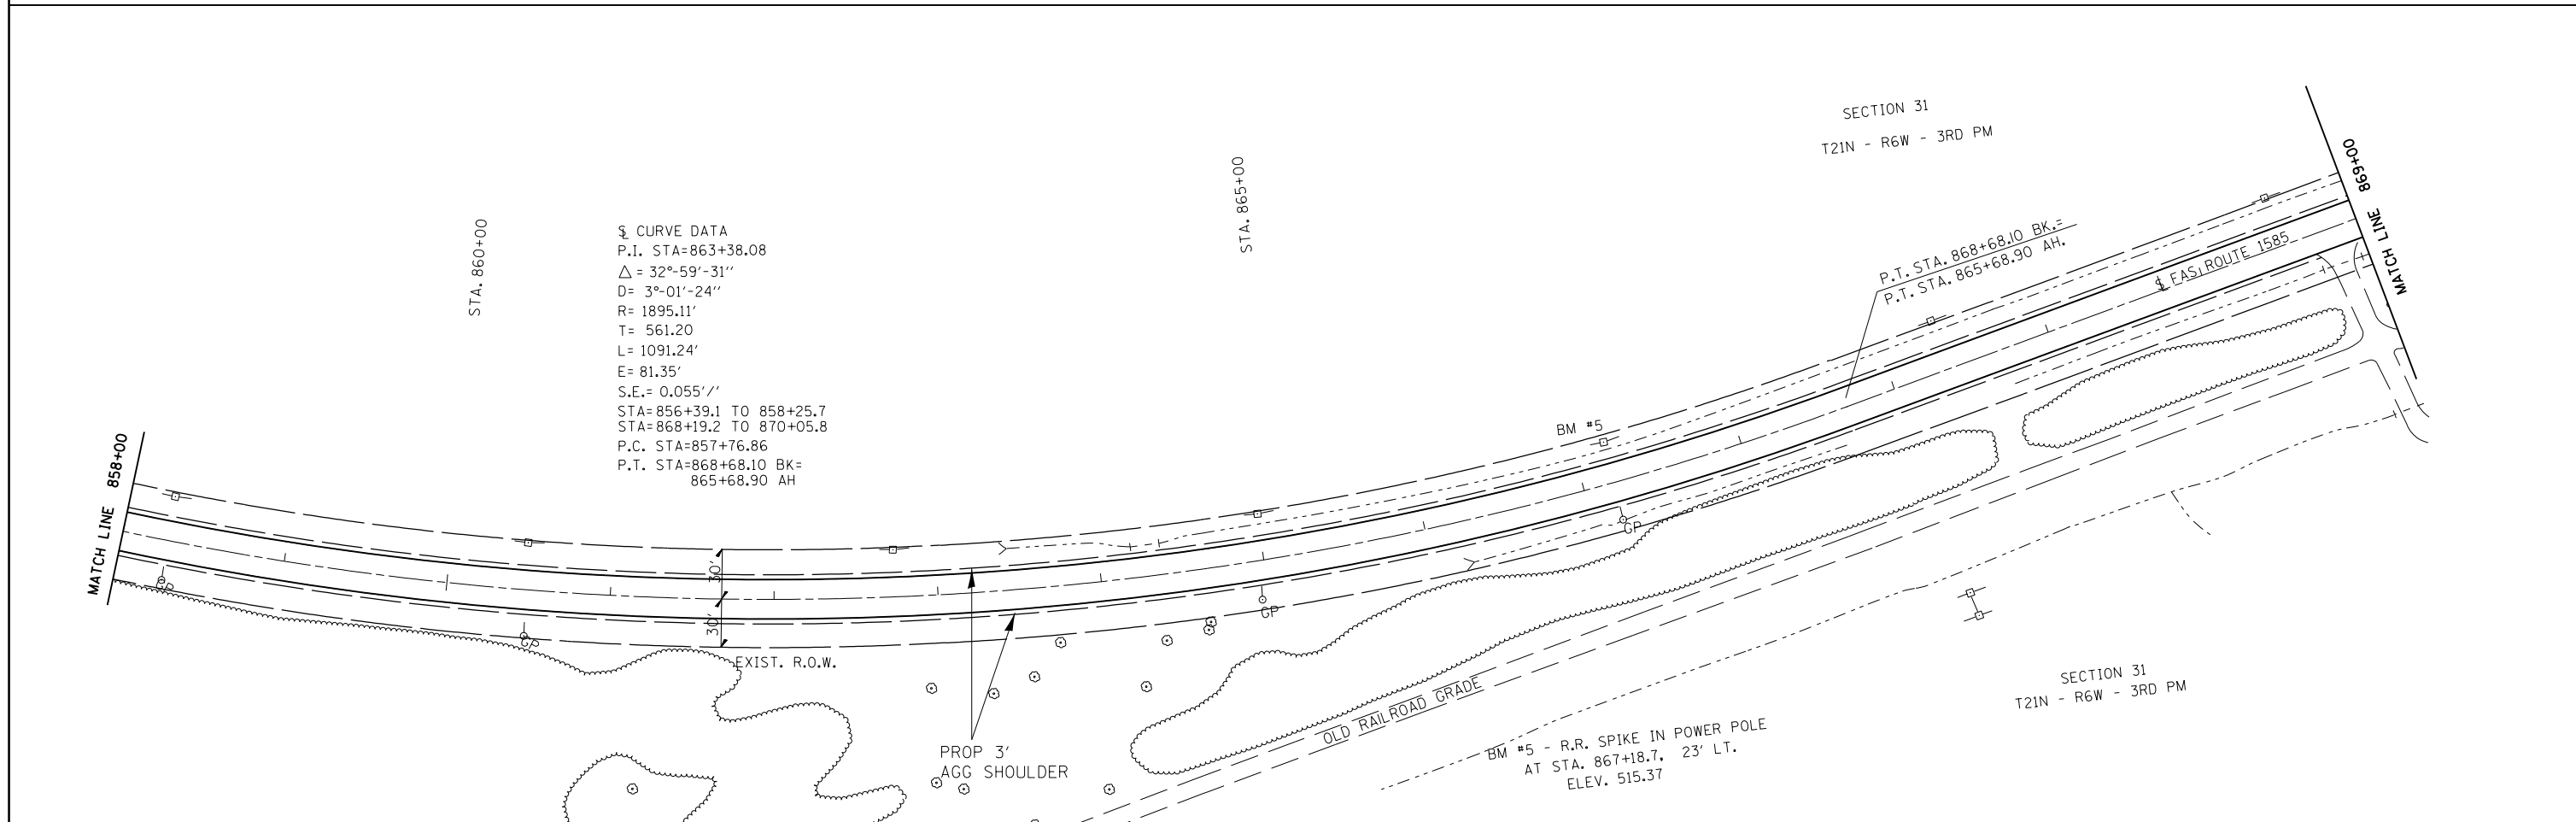 SECTION 31
T21N - R6W - 3RD PM
MATCH LINE 869+00
STA. 860+00
STA. 865+00
℄ CURVE DATA
P.I. STA=863+38.08
△ = 32°-59'-31''
D= 3°-01'-24''
R= 1895.11'
T= 561.20
L= 1091.24'
E= 81.35'
S.E.= 0.055'/'
STA=856+39.1 TO 858+25.7
STA=868+19.2 TO 870+05.8
P.C. STA=857+76.86
P.T. STA=868+68.10 BK=
865+68.90 AH
P.T. STA. 868+68.10 BK.=
P.T. STA. 865+68.90 AH.
℄ FAS ROUTE 1585
BM #5
MATCH LINE 858+00
30'
30'
GP
GP
GP
GP
EXIST. R.O.W.
PROP 3'
AGG SHOULDER
OLD RAILROAD GRADE
BM #5 - R.R. SPIKE IN POWER POLE
AT STA. 867+18.7, 23' LT.
ELEV. 515.37
SECTION 31
T21N - R6W - 3RD PM